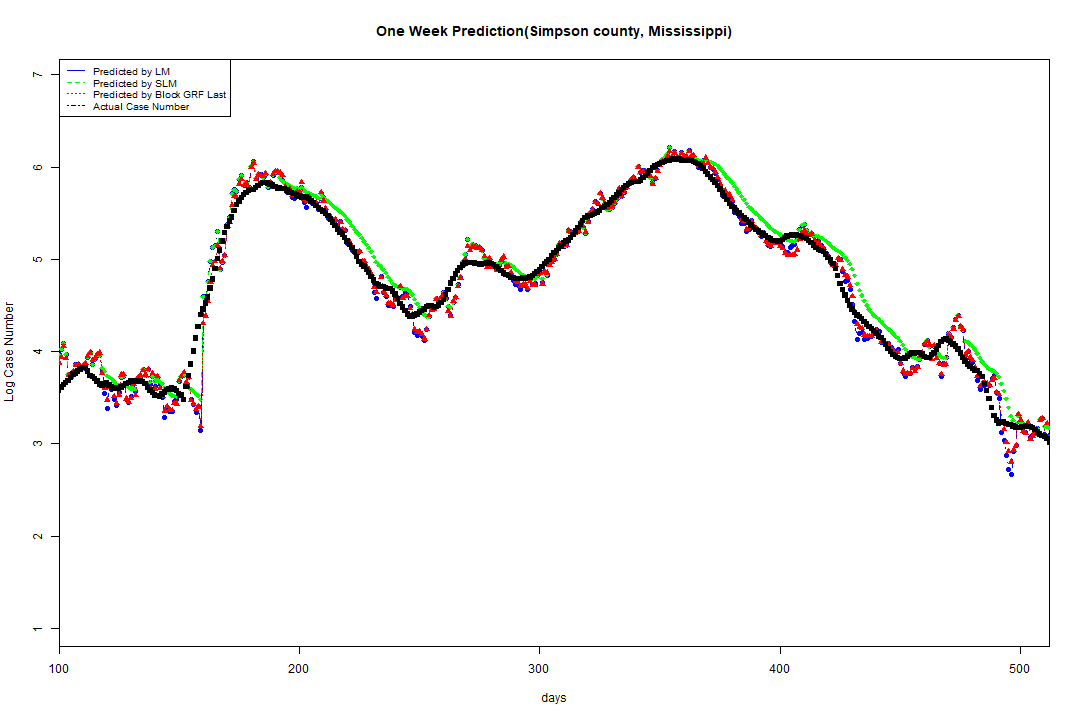 One Week Prediction(Simpson county, Mississippi)
Predicted by LM
Predicted by SLM
Predicted by Block GRF Last
Actual Case Number
7
6
5
4
3
2
1
Log Case Number
100 200 300 400 500
days